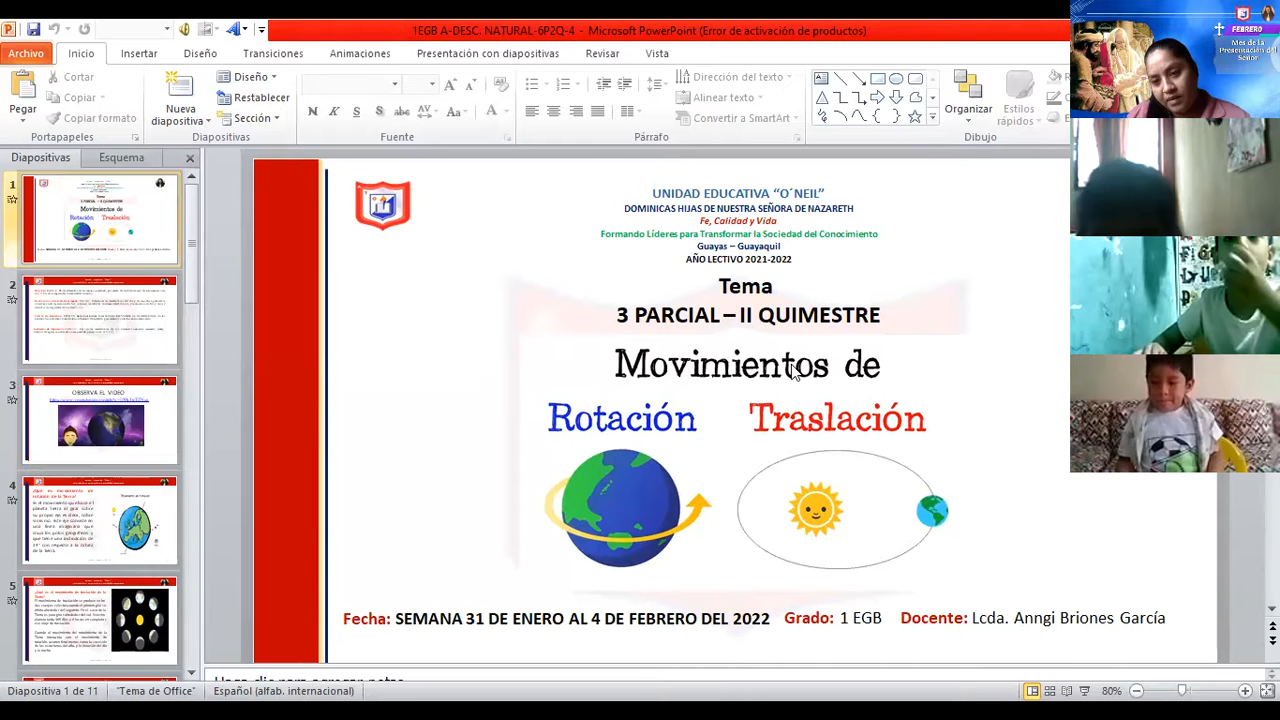 1EGB A-DESC. NATURAL-6P2Q-4 - Microsoft PowerPoint (Error de activación de productos)
Archivo Inicio Insertar Diseño Transiciones Animaciones Presentación con diapositivas Revisar Vista
Pegar
Cortar
Copiar
Copiar formato
Portapapeles
Nueva diapositiva
Diseño
Restablecer
Sección
Diapositivas
Fuente
Dirección del texto
Alinear texto
Convertir a SmartArt
Párrafo
Organizar
Estilos rápidos
Dibujo
FEBRERO
Mes de la
Presentación del
Señor
Diapositivas Esquema
1
2
3
OBSERVA EL VIDEO
4
5
UNIDAD EDUCATIVA “O´NEIL”
DOMINICAS HIJAS DE NUESTRA SEÑORA DE NAZARETH
Fe, Calidad y Vida
Formando Líderes para Transformar la Sociedad del Conocimiento
Guayas – Guayaquil
AÑO LECTIVO 2021-2022
Tema
3 PARCIAL – II QUIMESTRE
Movimientos de
Rotación Traslación
Fecha: SEMANA 31 DE ENERO AL 4 DE FEBRERO DEL 2022 Grado: 1 EGB Docente: Lcda. Anngi Briones García
Diapositiva 1 de 11 "Tema de Office" Español (alfab. internacional) 80%